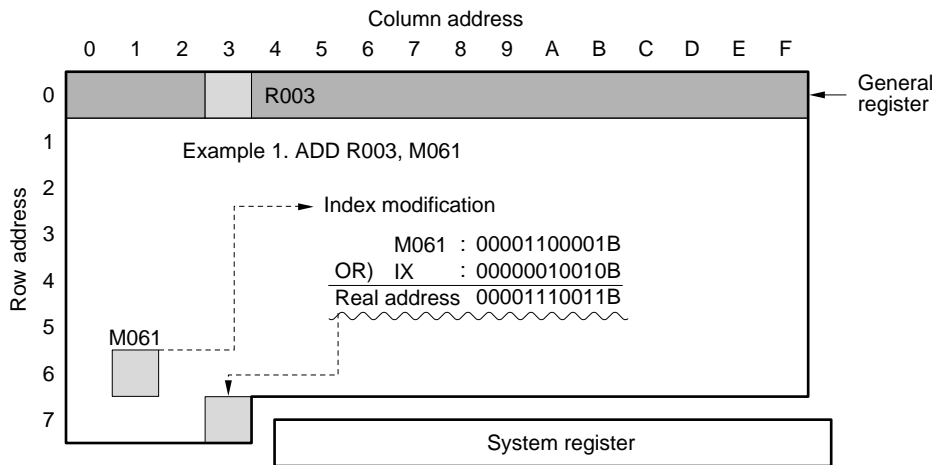 Column address
0 1 2 3 4 5 6 7 8 9 A B C D E F
0
R003
General
register
1
Example 1. ADD R003, M061
2
Index modification
3
M061 : 00001100001B
4
OR) IX : 00000010010B
Real address 00001110011B
5
M061
6
7
System register
Row address